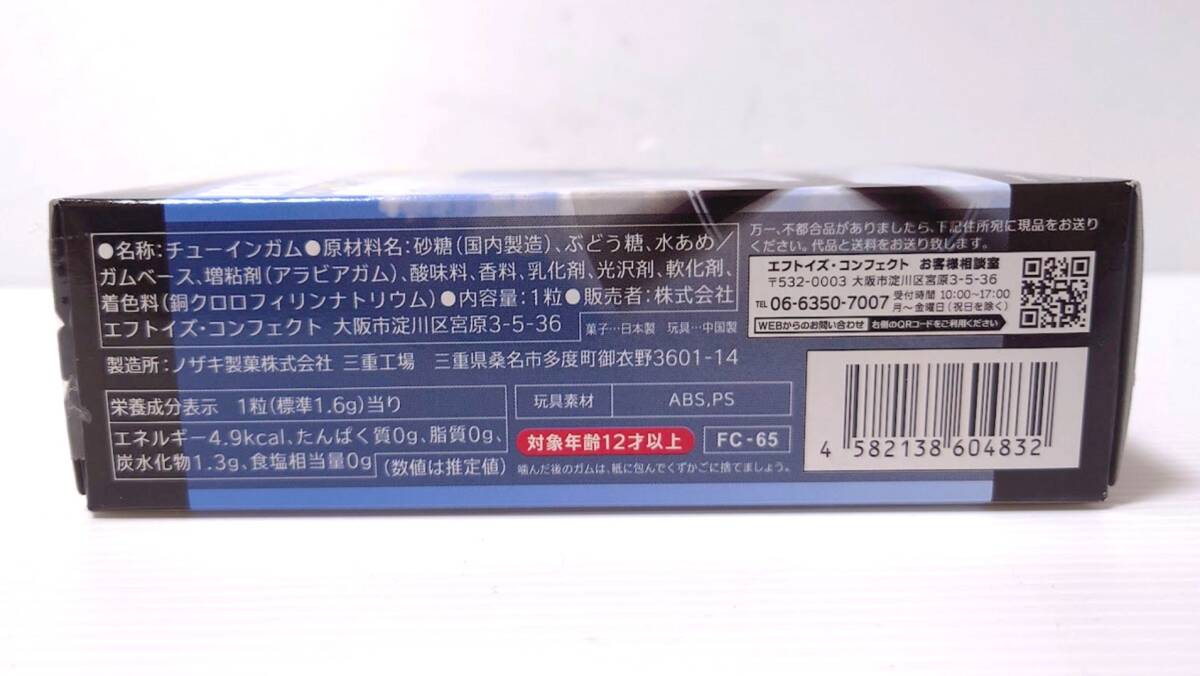 ●名称:チューインガム●原材料名:砂糖(国内製造)、ぶどう糖、水あめ/
ガムベース、増粘剤(アラビアガム)、酸味料、香料、乳化剤、光沢剤、軟化剤、
着色料(銅クロロフィリンナトリウム)●内容量:1粒●販売者:株式会社
エフトイズ・コンフェクト 大阪市淀川区宮原3-5-36
菓子…日本製 玩具…中国製
製造所:ノザキ製菓株式会社 三重工場 三重県桑名市多度町御衣野3601-14
栄養成分表示 1粒(標準1.6g)当り
エネルギー4.9kcal、たんぱく質0g、脂質0g、
炭水化物1.3g、食塩相当量0g (数値は推定値)
玩具素材 ABS,PS
対象年齢12才以上 FC-65
噛んだ後のガムは、紙に包んでくずかごに捨てましょう。
万一、不都合品がありましたら、下記住所宛に現品をお送り
ください。代品と送料をお送り致します。
エフトイズ・コンフェクト お客様相談室
〒532-0003 大阪市淀川区宮原3-5-36
TEL 06-6350-7007 受付時間 10:00~17:00
月~金曜日(祝日を除く)
WEBからのお問い合わせ 右側のQRコードをご利用ください
4 582138 604832